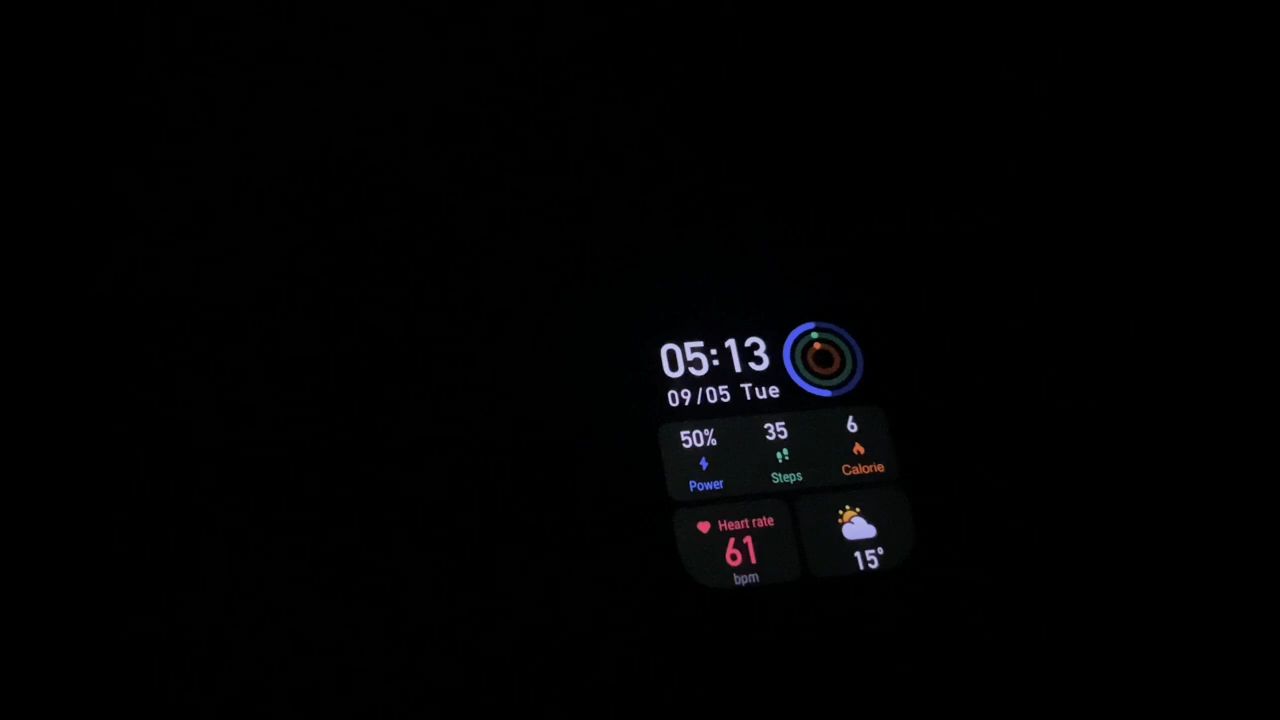 05:13
09/05 Tue
50% 35 6
Power Steps Calorie
Heart rate
61
bpm
15°